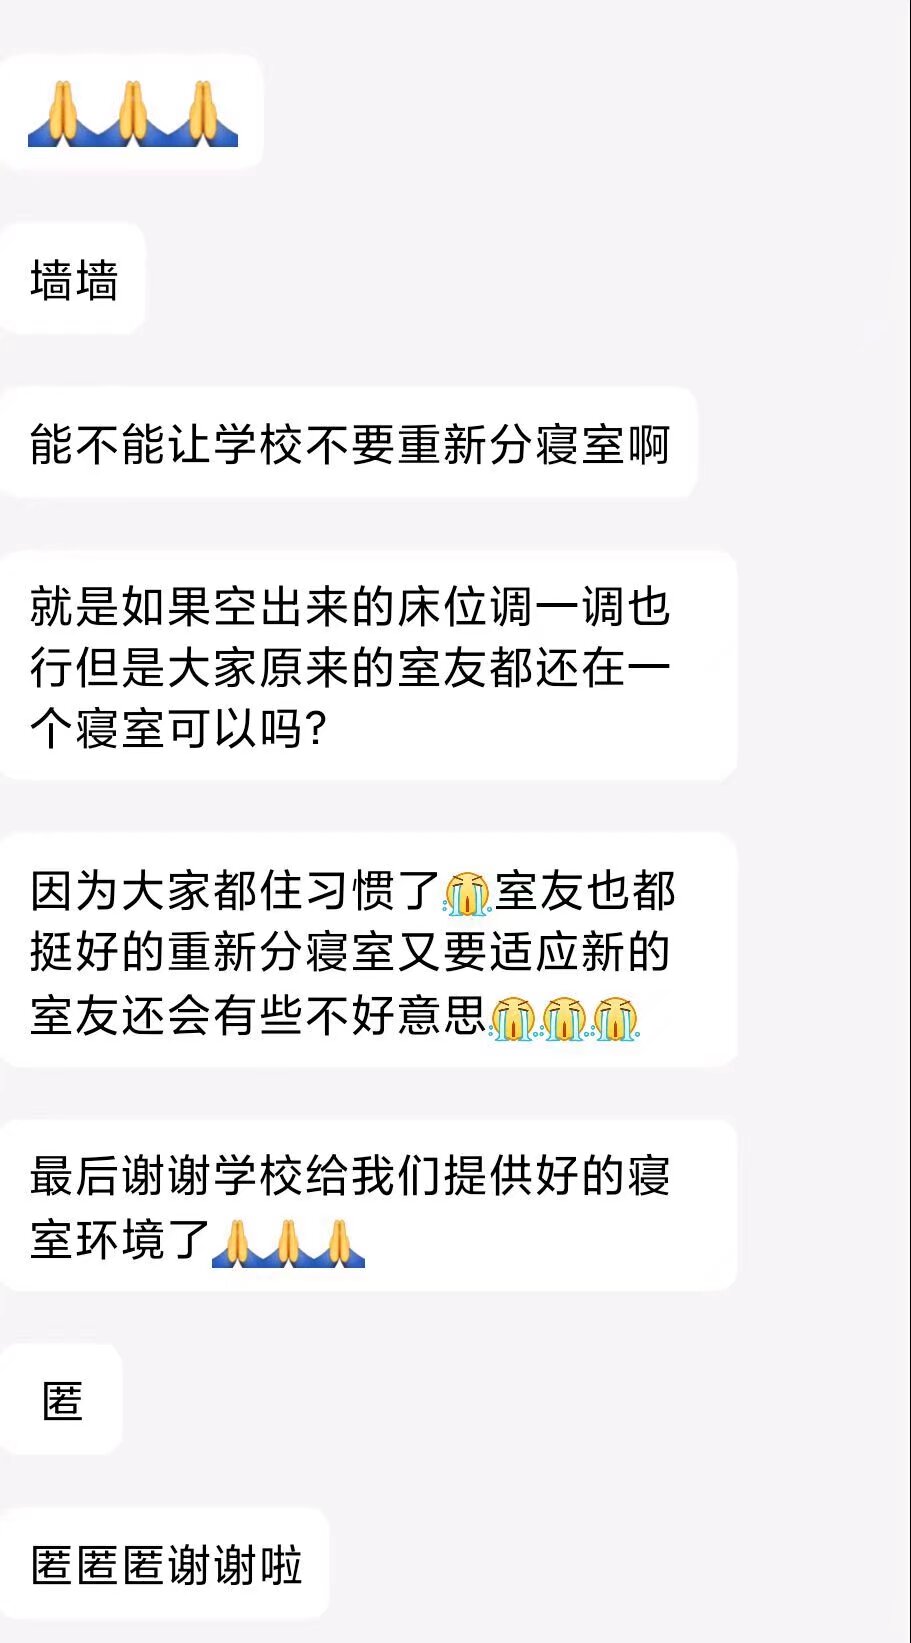 🙏🙏🙏
墙墙
能不能让学校不要重新分寝室啊
就是如果空出来的床位调一调也
行但是大家原来的室友都还在一
个寝室可以吗?
因为大家都住习惯了😭室友也都
挺好的重新分寝室又要适应新的
室友还会有些不好意思😭😭😭
最后谢谢学校给我们提供好的寝
室环境了🙏🙏🙏
匿
匿匿匿谢谢啦